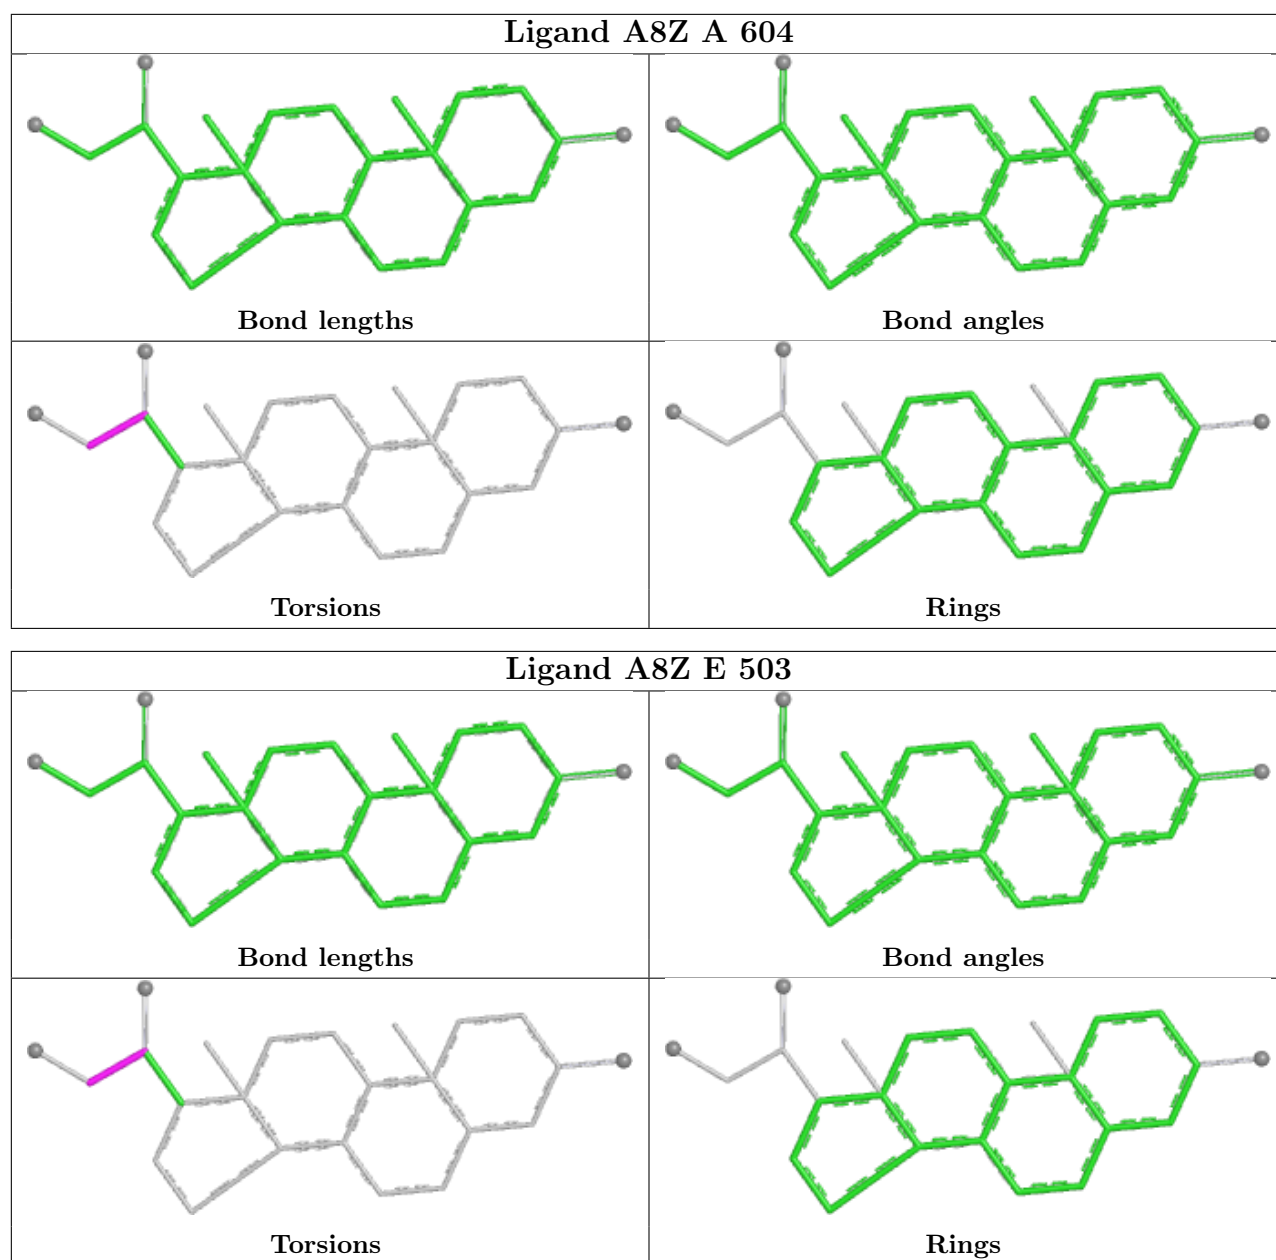 Ligand A8Z A 604
Bond lengths
Bond angles
Torsions
Rings
Ligand A8Z E 503
Bond lengths
Bond angles
Torsions
Rings